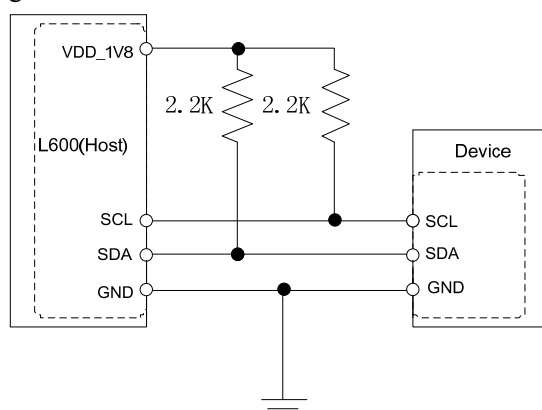 VDD_1V8
2.2K 2.2K
L600(Host)
Device
SCL
SDA
GND
SCL
SDA
GND